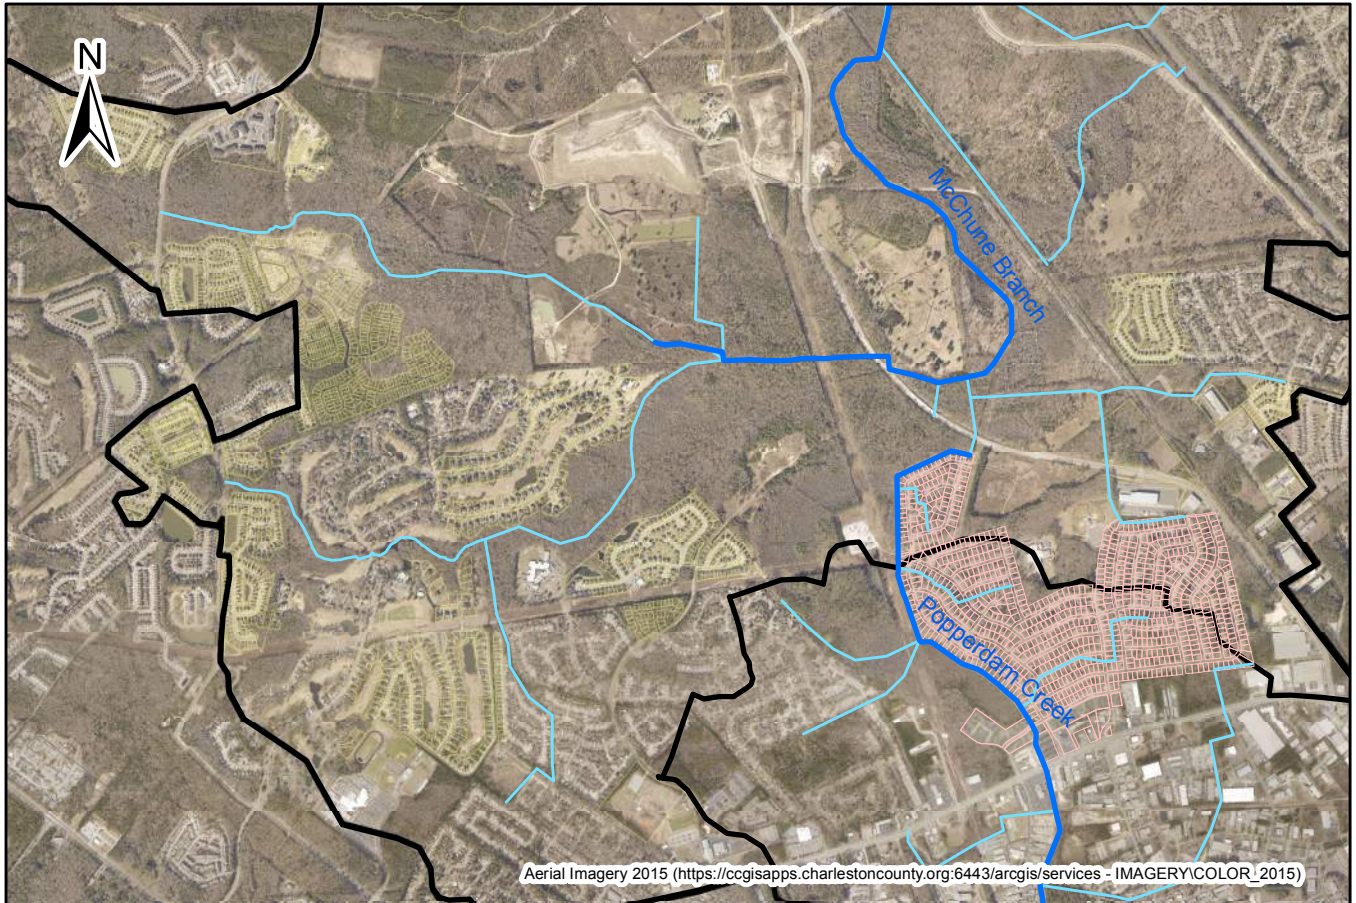 N
McChune Branch
Popperdam Creek
Aerial Imagery 2015 (https://ccgisapps.charlestoncounty.org:6443/arcgis/services - IMAGERY\COLOR_2015)